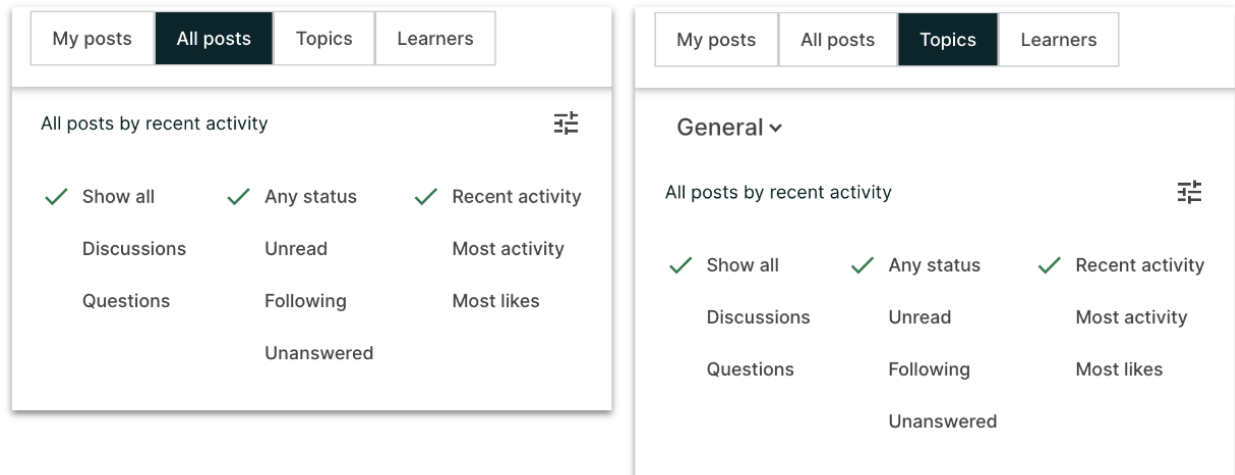 My posts All posts Topics Learners
All posts by recent activity
Show all Any status Recent activity
Discussions Unread Most activity
Questions Following Most likes
Unanswered
My posts All posts Topics Learners
General
All posts by recent activity
Show all Any status Recent activity
Discussions Unread Most activity
Questions Following Most likes
Unanswered